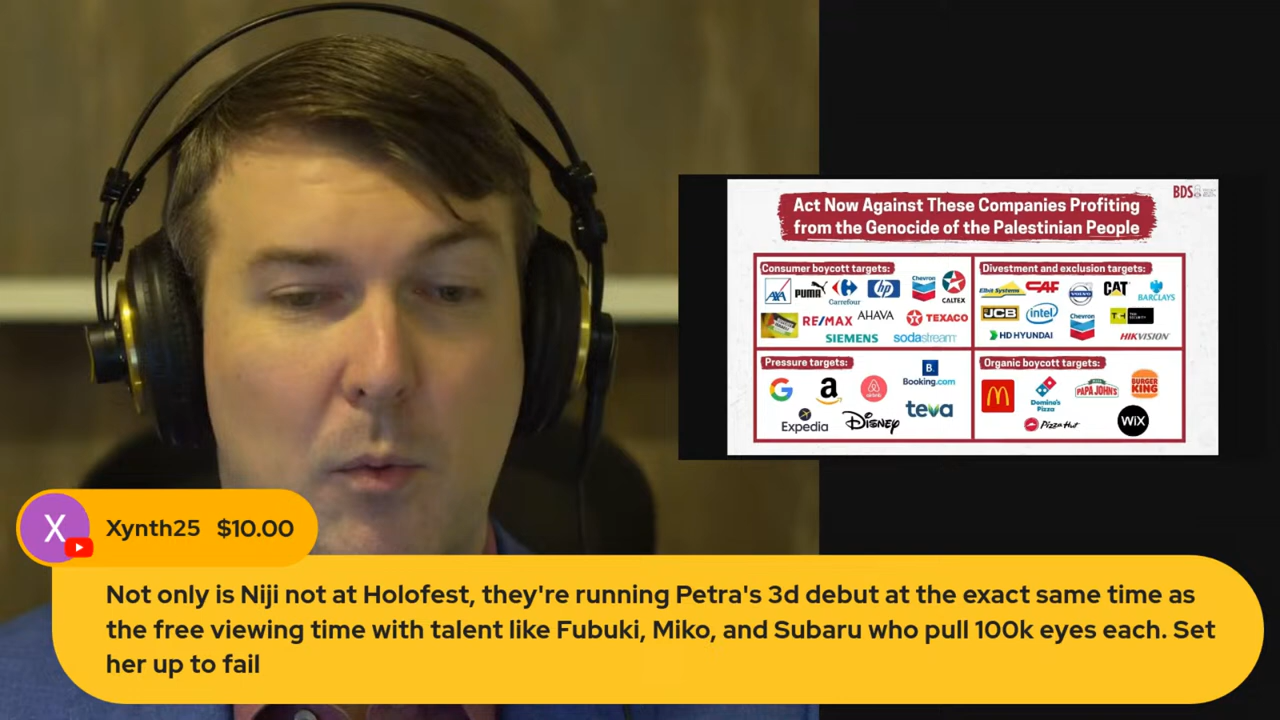 BDS
Act Now Against These Companies Profiting
from the Genocide of the Palestinian People
Consumer boycott targets:
AXA PUMA Carrefour hp Chevron CALTEX
RE/MAX AHAVA TEXACO
SIEMENS sodastream
Divestment and exclusion targets:
Elbit Systems CAF VOLVO CAT BARCLAYS
JCB intel Chevron
HD HYUNDAI HIKVISION
Pressure targets:
G a airbnb B. Booking.com
Expedia Disney teva
Organic boycott targets:
M Domino's Pizza PAPA JOHNS BURGER KING
Pizza Hut WIX
X Xynth25 $10.00
Not only is Niji not at Holofest, they're running Petra's 3d debut at the exact same time as
the free viewing time with talent like Fubuki, Miko, and Subaru who pull 100k eyes each. Set
her up to fail